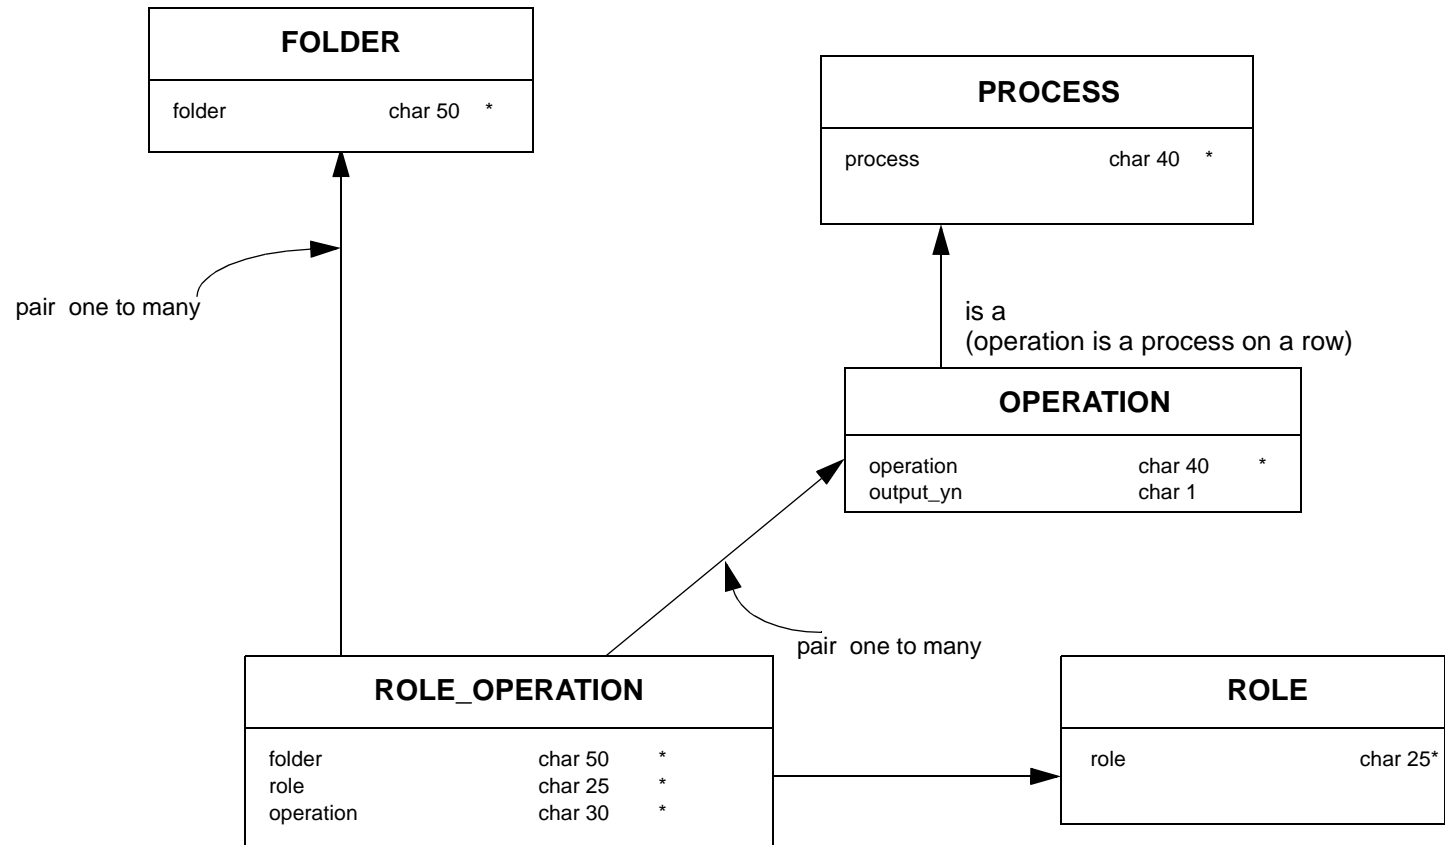 FOLDER
folder char 50 *
PROCESS
process char 40 *
pair one to many
is a
(operation is a process on a row)
OPERATION
operation char 40 *
output_yn char 1
pair one to many
ROLE_OPERATION
folder char 50 *
role char 25 *
operation char 30 *
ROLE
role char 25*